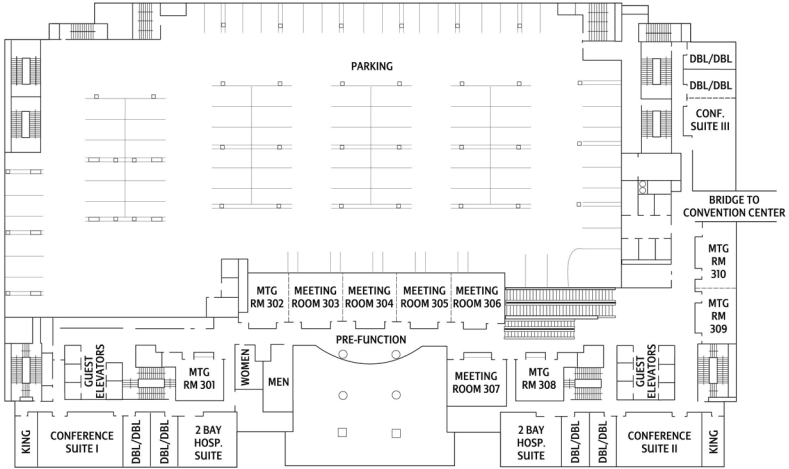 PARKING
DBL/DBL
DBL/DBL
CONF.
SUITE III
BRIDGE TO
CONVENTION CENTER
MTG
RM
310
MTG
RM
309
MTG
RM 302
MEETING
ROOM 303
MEETING
ROOM 304
MEETING
ROOM 305
MEETING
ROOM 306
PRE-FUNCTION
GUEST
ELEVATORS
MTG
RM 301
WOMEN
MEN
MEETING
ROOM 307
MTG
RM 308
GUEST
ELEVATORS
KING
CONFERENCE
SUITE I
DBL/DBL
DBL/DBL
2 BAY
HOSP.
SUITE
2 BAY
HOSP.
SUITE
DBL/DBL
DBL/DBL
CONFERENCE
SUITE II
KING